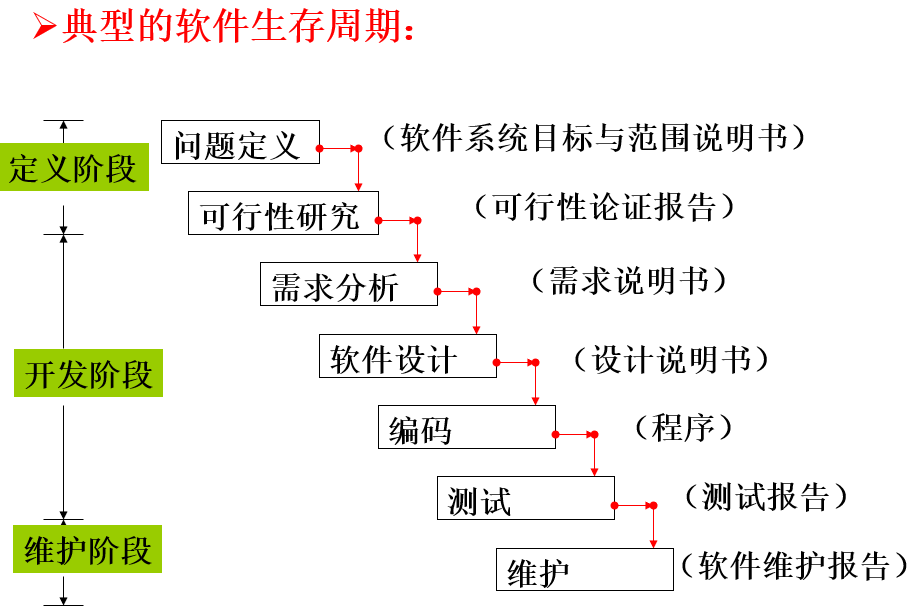 ➢典型的软件生存周期：
问题定义
（软件系统目标与范围说明书）
定义阶段
可行性研究
（可行性论证报告）
需求分析
（需求说明书）
软件设计
（设计说明书）
开发阶段
编码
（程序）
测试
（测试报告）
维护阶段
维护
（软件维护报告）